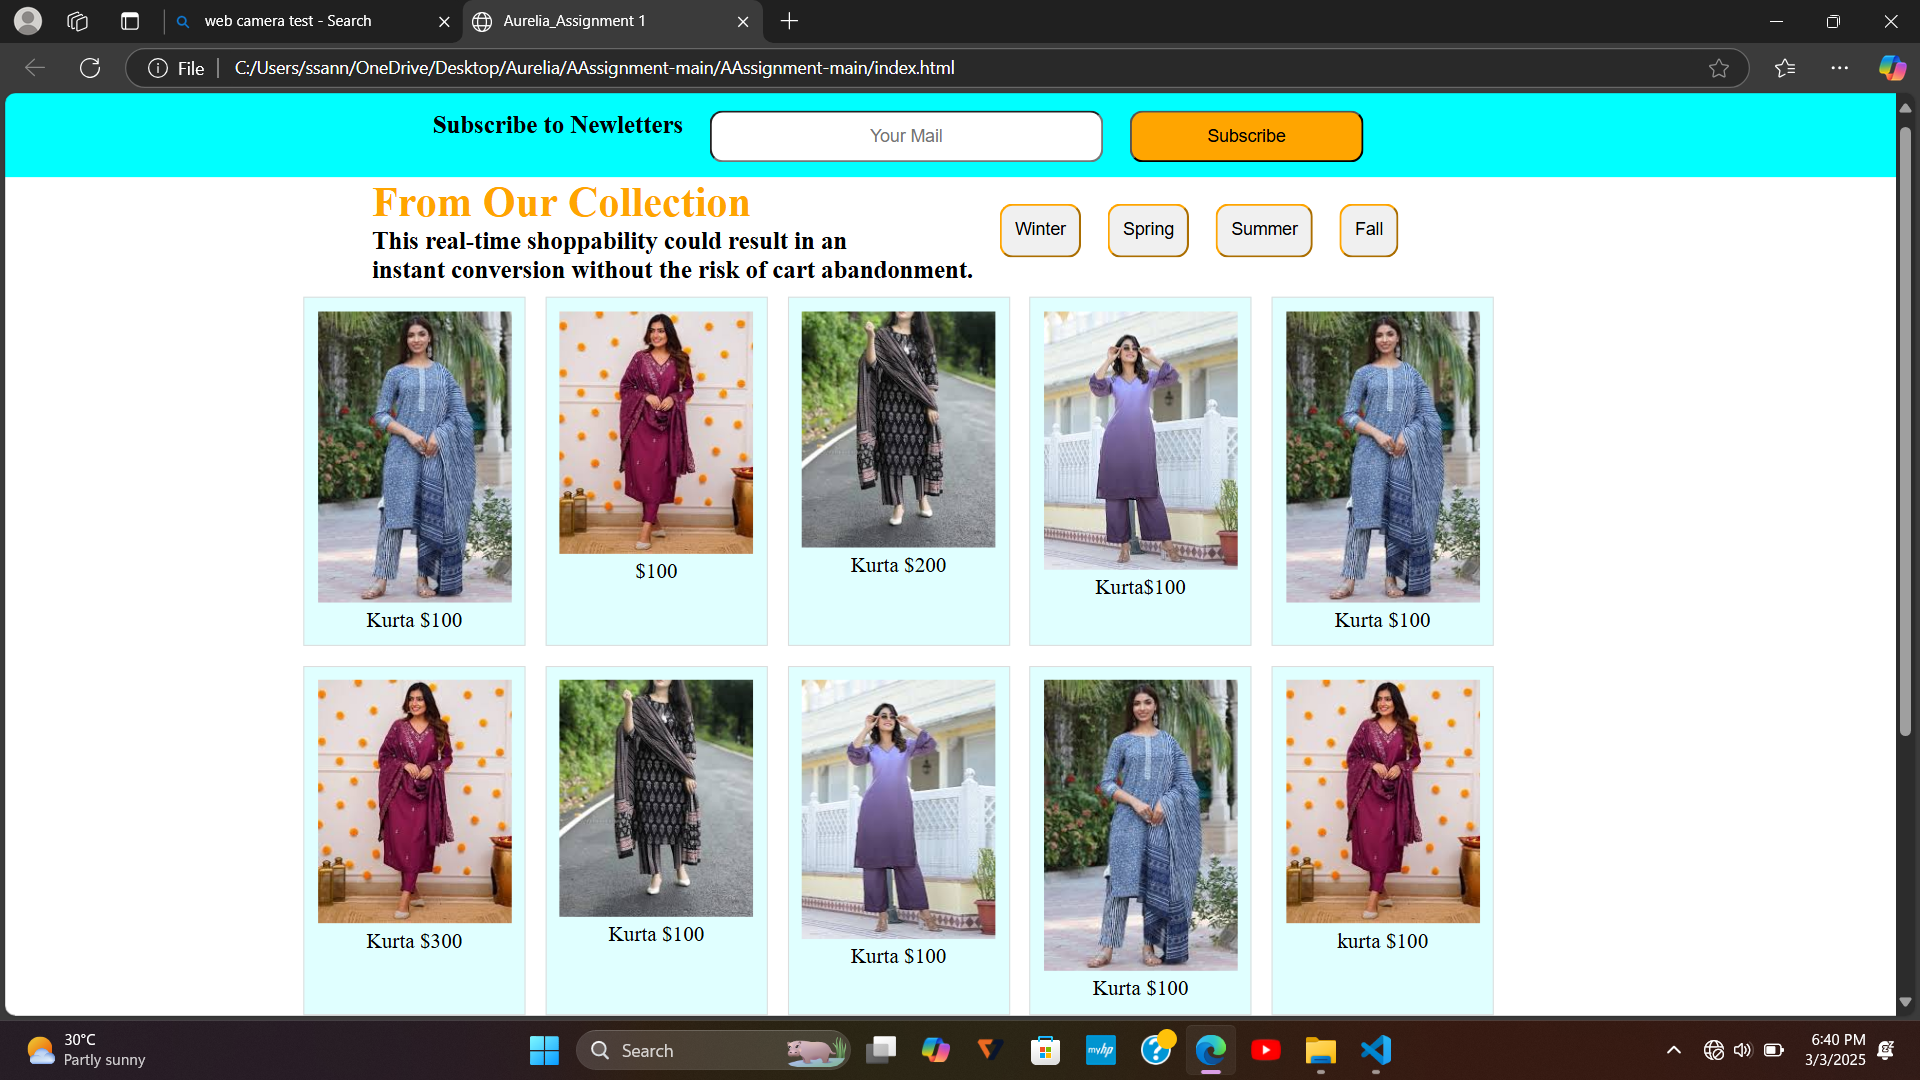 web camera test - Search
Aurelia_Assignment 1
File
C:/Users/ssann/OneDrive/Desktop/Aurelia/AAssignment-main/AAssignment-main/index.html
Subscribe to Newletters
Your Mail
Subscribe
From Our Collection
This real-time shoppability could result in an
instant conversion without the risk of cart abandonment.
Winter
Spring
Summer
Fall
Kurta $100
$100
Kurta $200
Kurta$100
Kurta $100
Kurta $300
Kurta $100
Kurta $100
Kurta $100
kurta $100
30°C
Partly sunny
Search
myhp
6:40 PM
3/3/2025